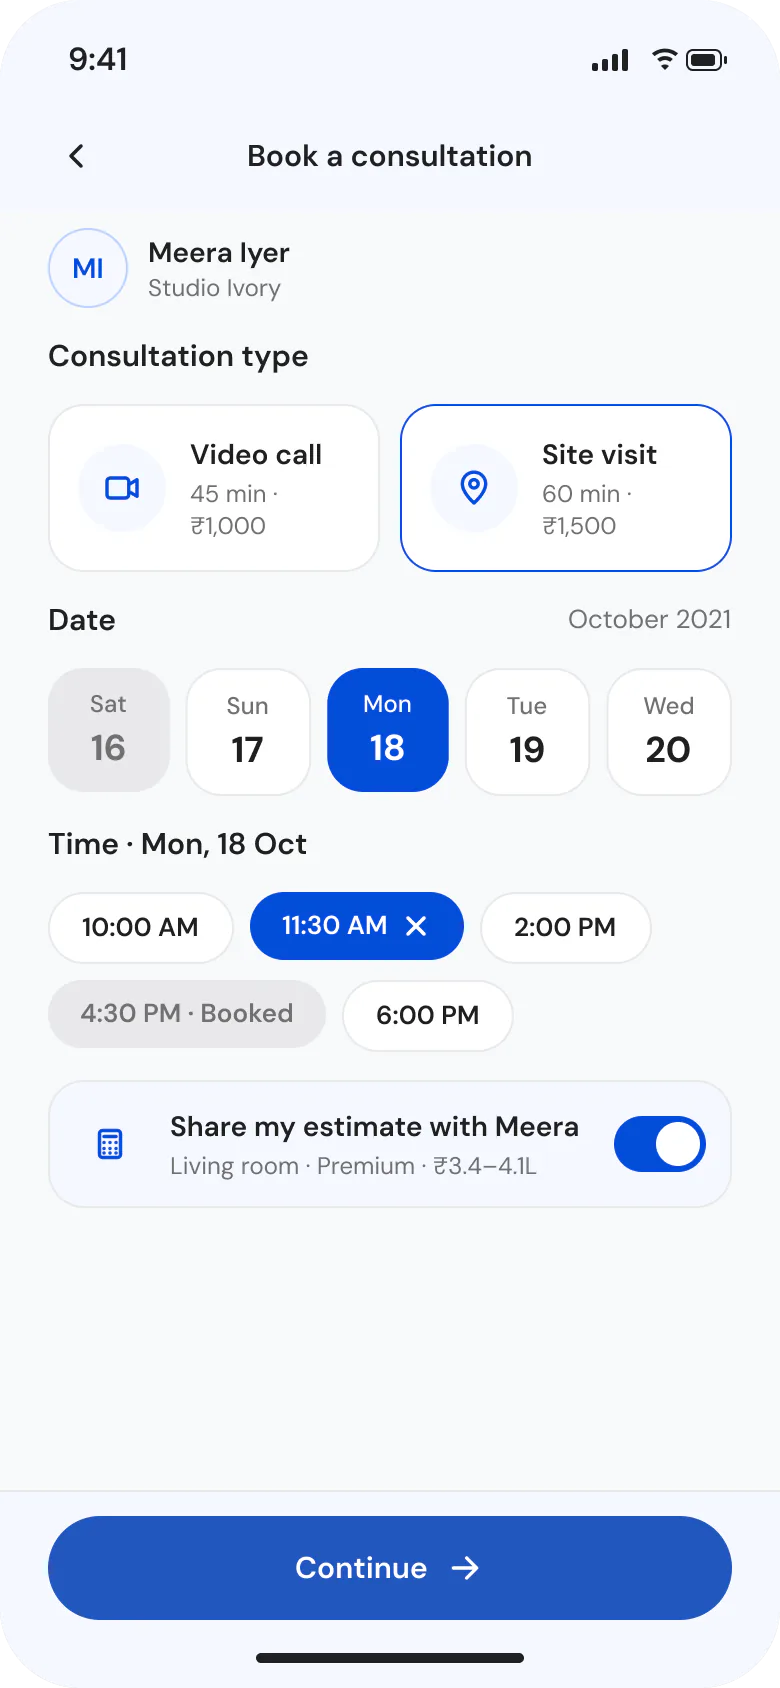 9:41
Book a consultation
MI
Meera Iyer
Studio Ivory
Consultation type
Video call
45 min ·
₹1,000
Site visit
60 min ·
₹1,500
Date
October 2021
Sat
16
Sun
17
Mon
18
Tue
19
Wed
20
Time · Mon, 18 Oct
10:00 AM
11:30 AM
2:00 PM
4:30 PM · Booked
6:00 PM
Share my estimate with Meera
Living room · Premium · ₹3.4–4.1L
Continue